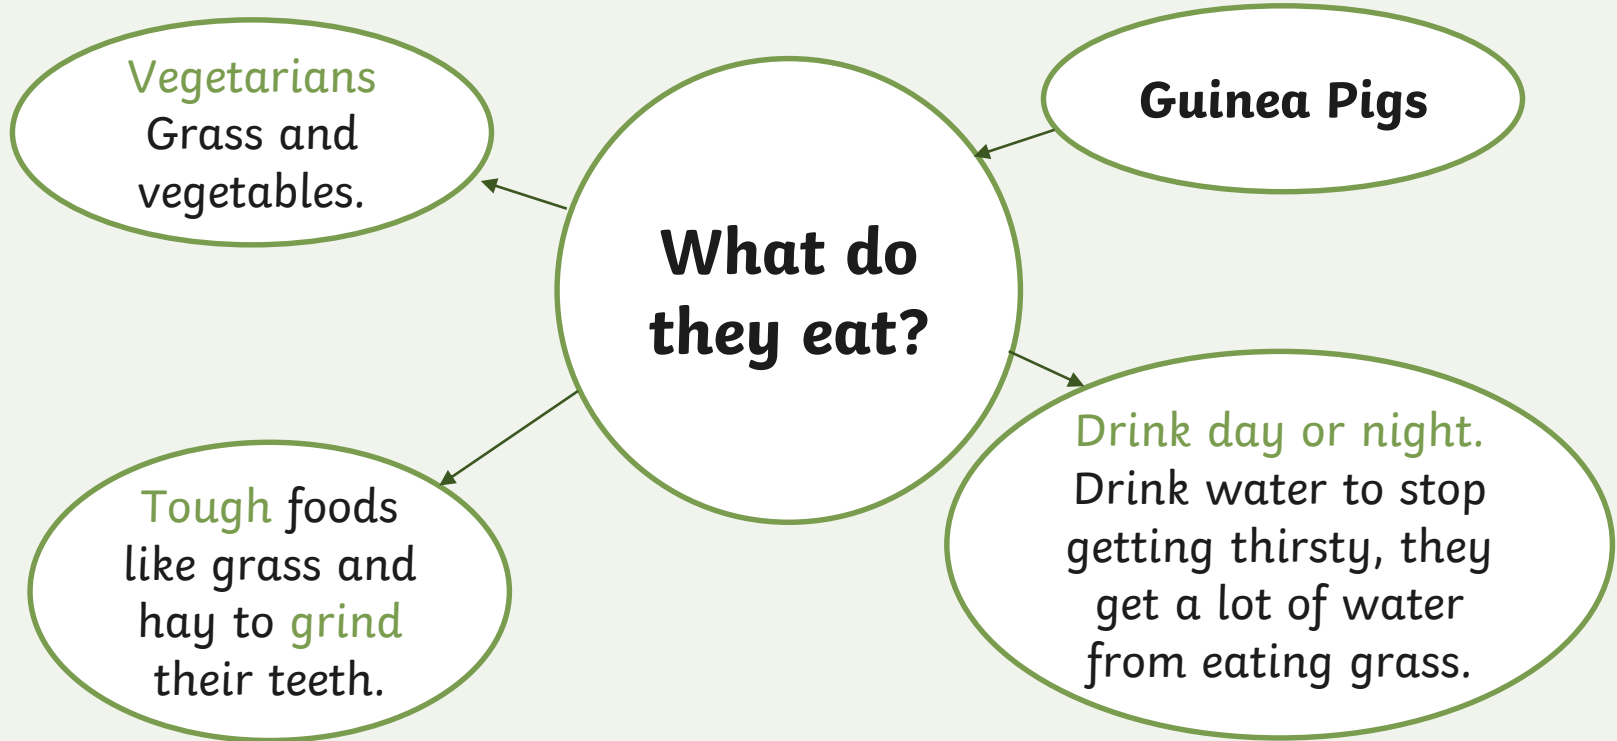 Vegetarians
Grass and
vegetables.
Guinea Pigs
What do
they eat?
Tough foods
like grass and
hay to grind
their teeth.
Drink day or night.
Drink water to stop
getting thirsty, they
get a lot of water
from eating grass.